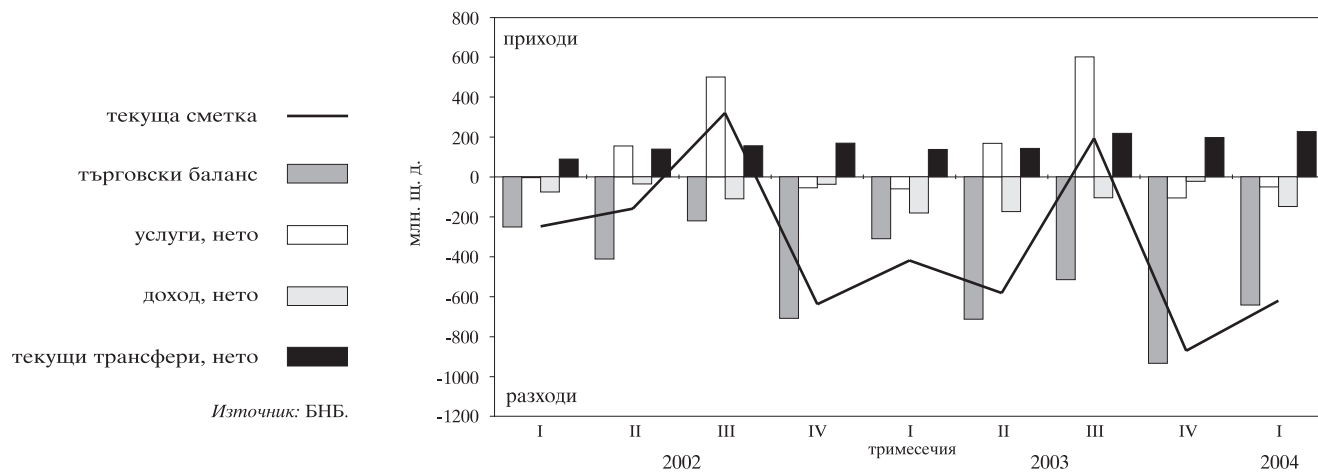 текуща сметка
търговски баланс
услуги, нето
доход, нето
текущи трансфери, нето
Източник: БНБ.
млн. щ. д.
800
600
400
200
0
-200
-400
-600
-800
-1000
-1200
приходи
разходи
I II III IV I II III IV I
тримесечия
2002 2003 2004